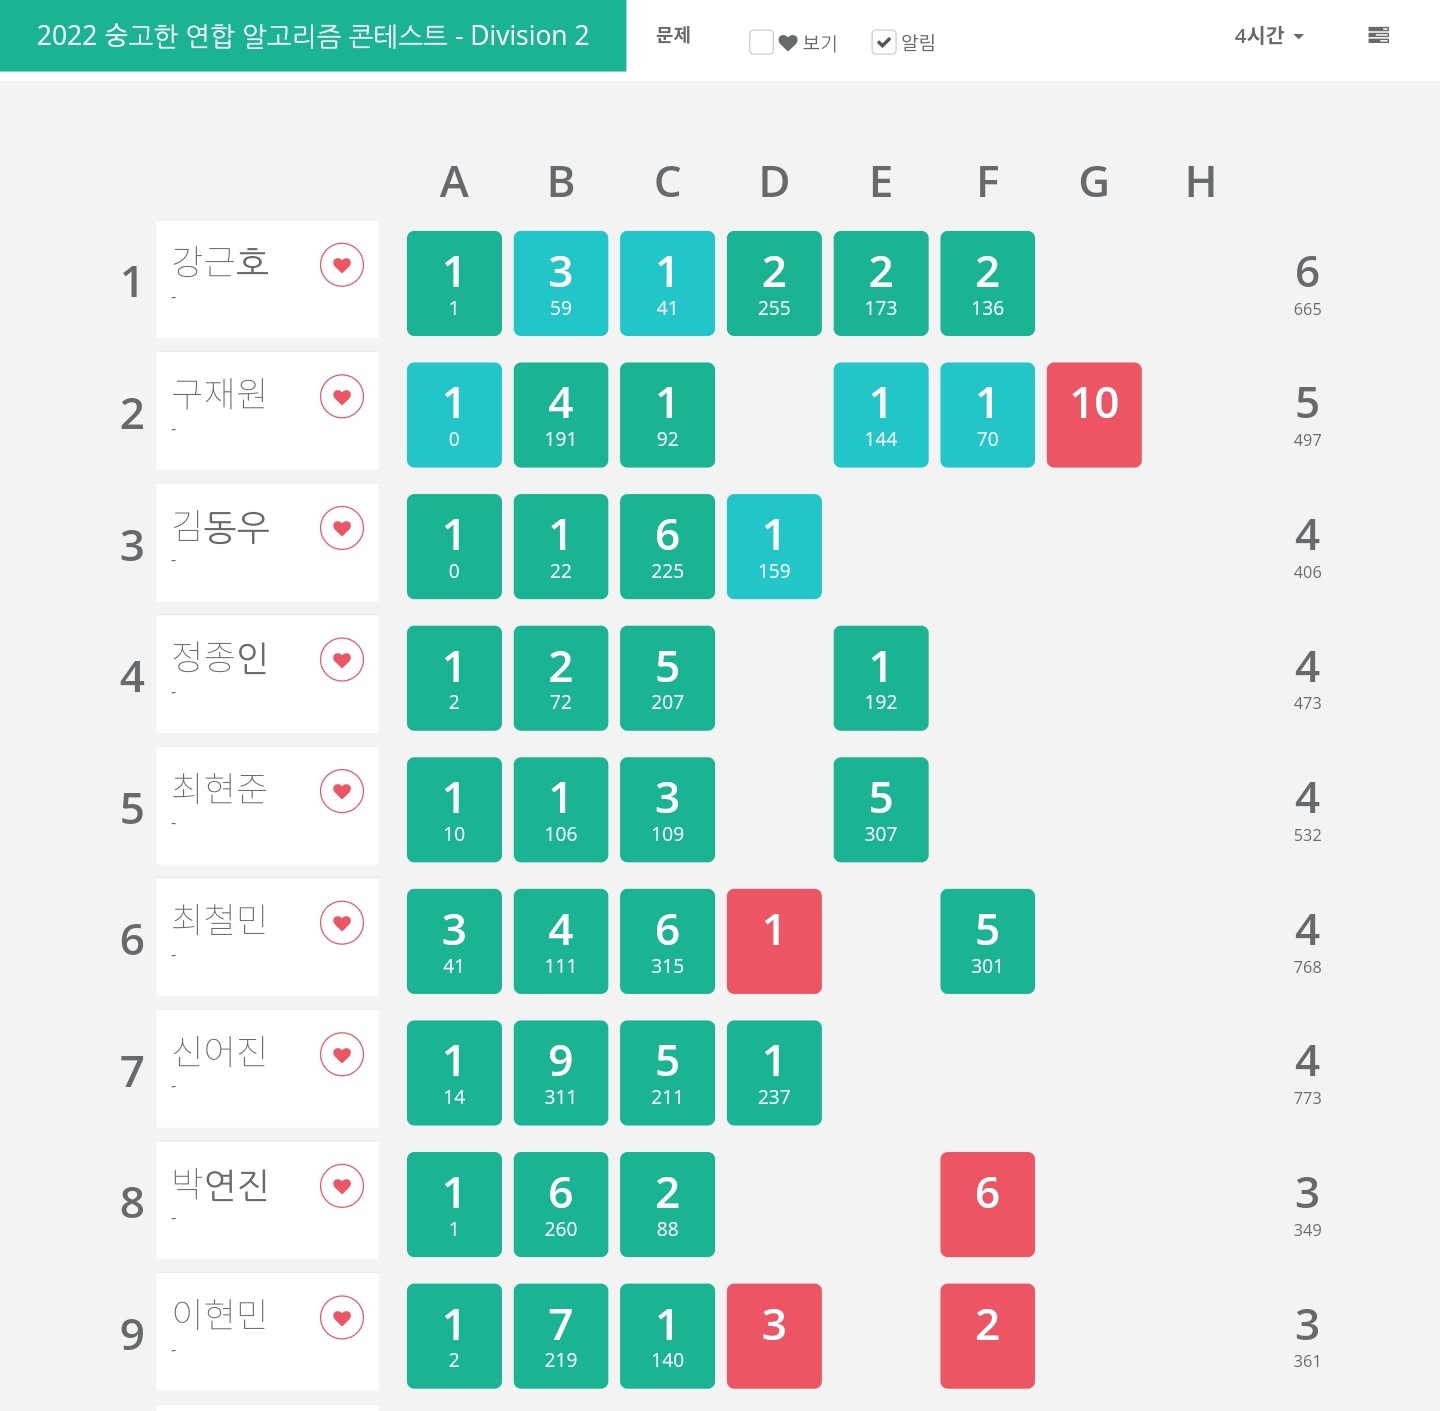 2022 숭고한 연합 알고리즘 콘테스트 - Division 2 문제 보기 알림 4시간
A B C D E F G H
1 강근호 1 3 1 2 2 2 6
- 1 59 41 255 173 136 665
2 구재원 1 4 1 1 1 10 5
- 0 191 92 144 70 497
3 김동우 1 1 6 1 4
- 0 22 225 159 406
4 정종인 1 2 5 1 4
- 2 72 207 192 473
5 최현준 1 1 3 5 4
- 10 106 109 307 532
6 최철민 3 4 6 1 5 4
- 41 111 315 301 768
7 신어진 1 9 5 1 4
- 14 311 211 237 773
8 박연진 1 6 2 6 3
- 1 260 88 349
9 이현민 1 7 1 3 2 3
- 2 219 140 361